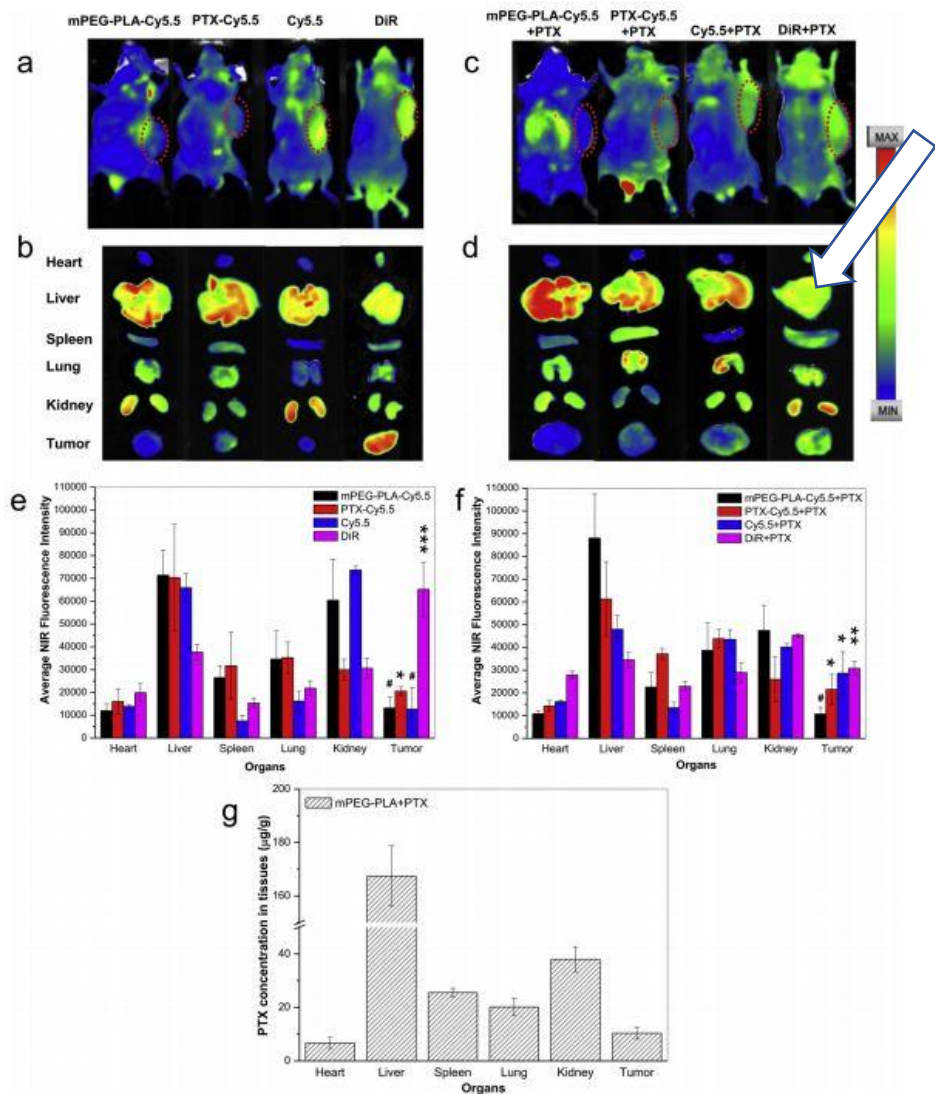 mPEG-PLA-Cy5.5 PTX-Cy5.5 Cy5.5 DiR
a
b
Heart
Liver
Spleen
Lung
Kidney
Tumor
mPEG-PLA-Cy5.5 +PTX PTX-Cy5.5 +PTX Cy5.5+PTX DiR+PTX
c
d
MAX
MIN
e
Average NIR Fluorescence Intensity
110000
100000
90000
80000
70000
60000
50000
40000
30000
20000
10000
0
mPEG-PLA-Cy5.5
PTX-Cy5.5
Cy5.5
DiR
# * # ***
Heart Liver Spleen Lung Kidney Tumor
Organs
f
Average NIR Fluorescence Intensity
110000
100000
90000
80000
70000
60000
50000
40000
30000
20000
10000
0
mPEG-PLA-Cy5.5+PTX
PTX-Cy5.5+PTX
Cy5.5+PTX
DiR+PTX
# * * **
Heart Liver Spleen Lung Kidney Tumor
Organs
g
PTX concentration in tissues (μg/g)
200
180
160
40
20
0
mPEG-PLA+PTX
Heart Liver Spleen Lung Kidney Tumor
Organs